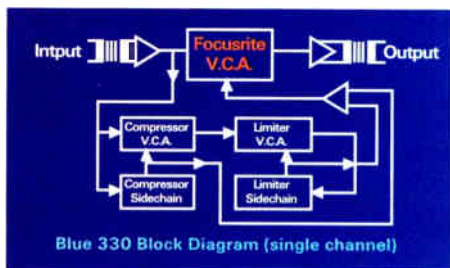 Intput
Focusrite
V.C.A.
Output
Compressor
V.C.A.
Limiter
V.C.A.
Compressor
Sidechain
Limiter
Sidechain
Blue 330 Block Diagram (single channel)